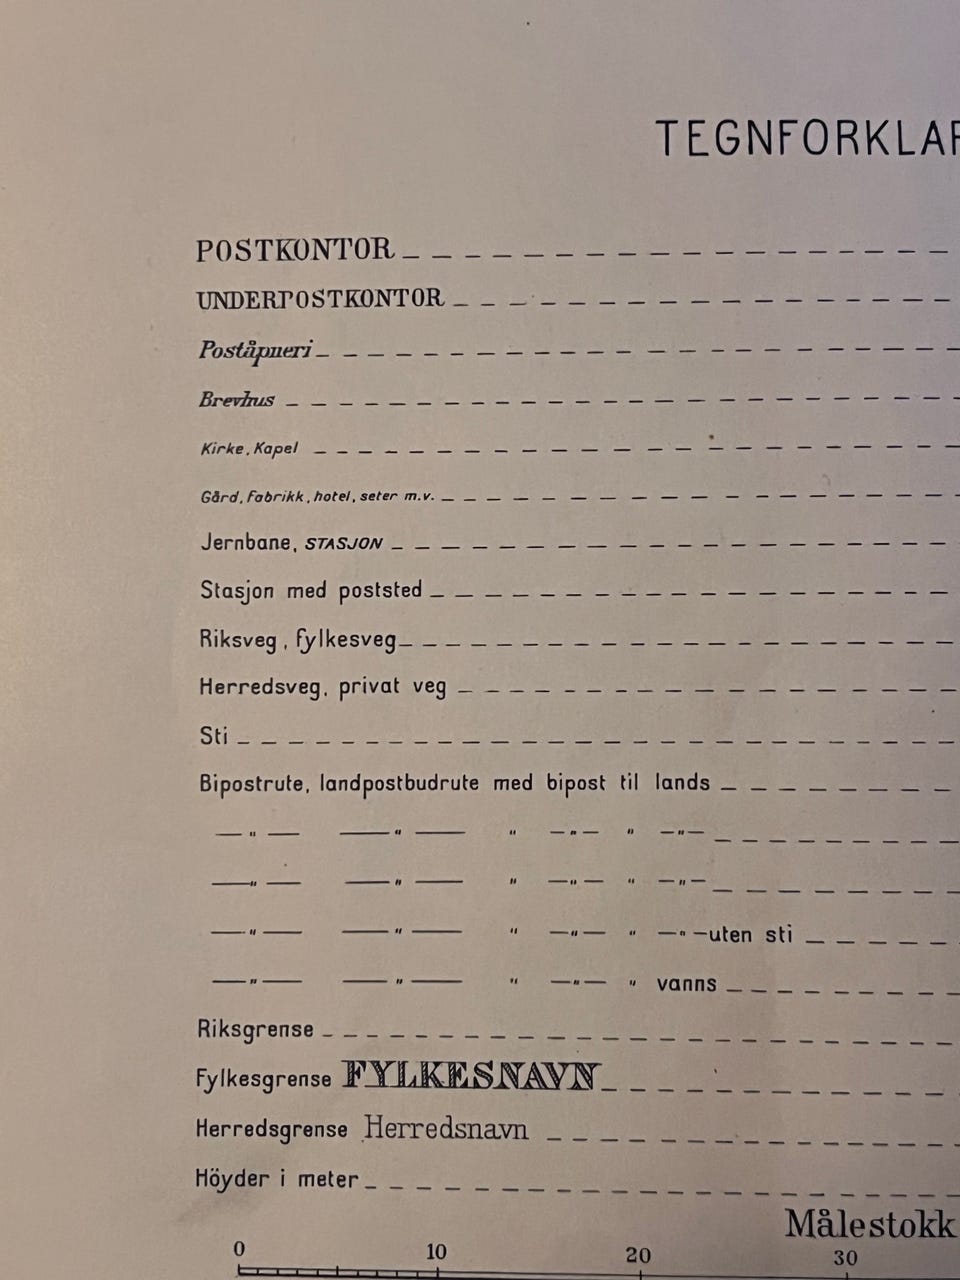 TEGNFORKLAR
POSTKONTOR
UNDERPOSTKONTOR
Poståpneri
Brevhus
Kirke, Kapel
Gård, fabrikk, hotel, seter m.v.
Jernbane, STASJON
Stasjon med poststed
Riksveg, fylkesveg
Herredsveg, privat veg
Sti
Bipostrute, landpostbudrute med bipost til lands
—"— —"— " —"— " —"—
—"— —"— " —"— " —"—
—"— —"— " —"— " —"— uten sti
—"— —"— " —"— " vanns
Riksgrense
Fylkesgrense FYLKESNAVN
Herredsgrense Herredsnavn
Höyder i meter
Målestokk
0 10 20 30